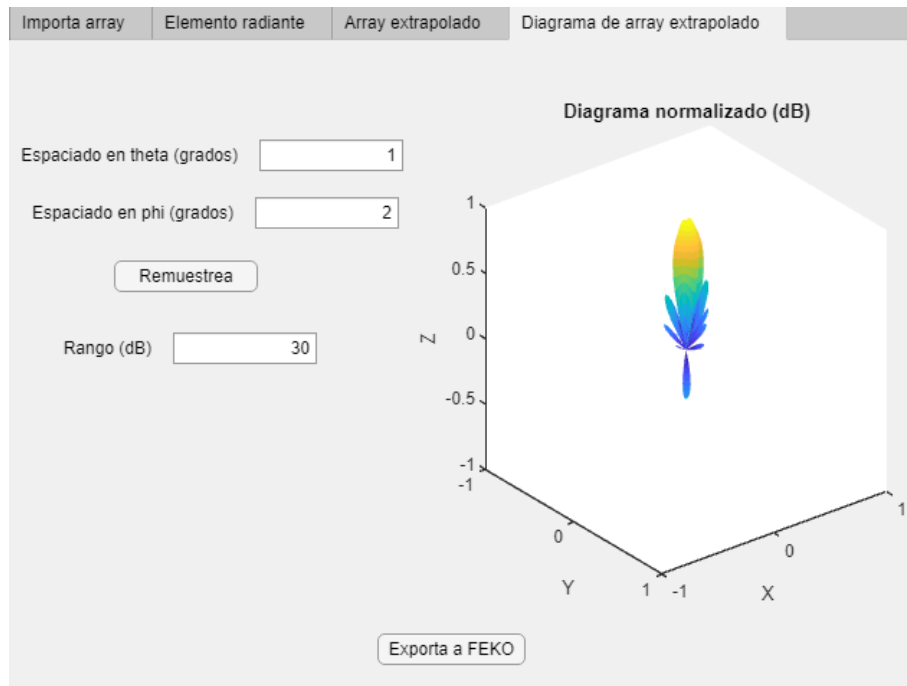 Importa array Elemento radiante Array extrapolado Diagrama de array extrapolado
Diagrama normalizado (dB)
Espaciado en theta (grados) 1
Espaciado en phi (grados) 2
Remuestrea
Rango (dB) 30
1
0.5
Z 0
-0.5
-1
-1
0
1
Y
-1
0
1
X
Exporta a FEKO